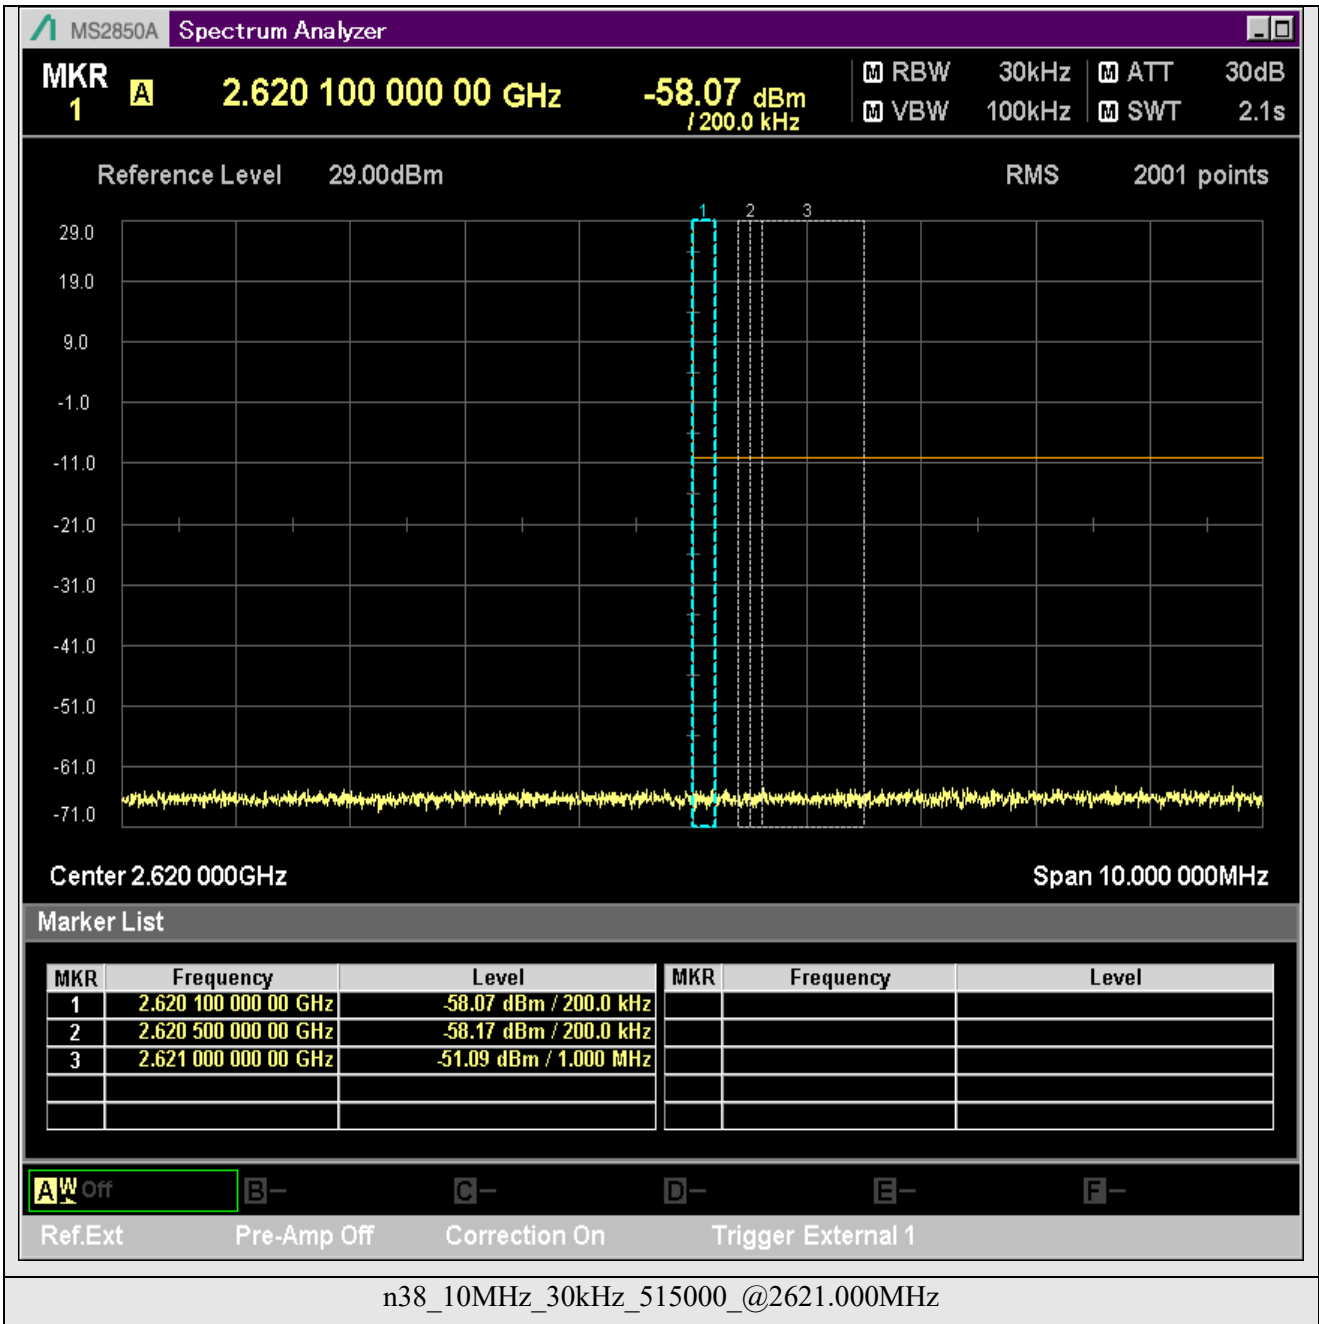 MS2850A Spectrum Analyzer
MKR 1 A 2.620 100 000 00 GHz -58.07 dBm / 200.0 kHz
M RBW 30kHz M ATT 30dB
M VBW 100kHz M SWT 2.1s
Reference Level 29.00dBm RMS 2001 points
1 2 3
29.0
19.0
9.0
-1.0
-11.0
-21.0
-31.0
-41.0
-51.0
-61.0
-71.0
Center 2.620 000GHz Span 10.000 000MHz
Marker List
MKR Frequency Level MKR Frequency Level
1 2.620 100 000 00 GHz -58.07 dBm / 200.0 kHz
2 2.620 500 000 00 GHz -58.17 dBm / 200.0 kHz
3 2.621 000 000 00 GHz -51.09 dBm / 1.000 MHz
A W Off B- C- D- E- F-
Ref.Ext Pre-Amp Off Correction On Trigger External 1
n38_10MHz_30kHz_515000_@2621.000MHz